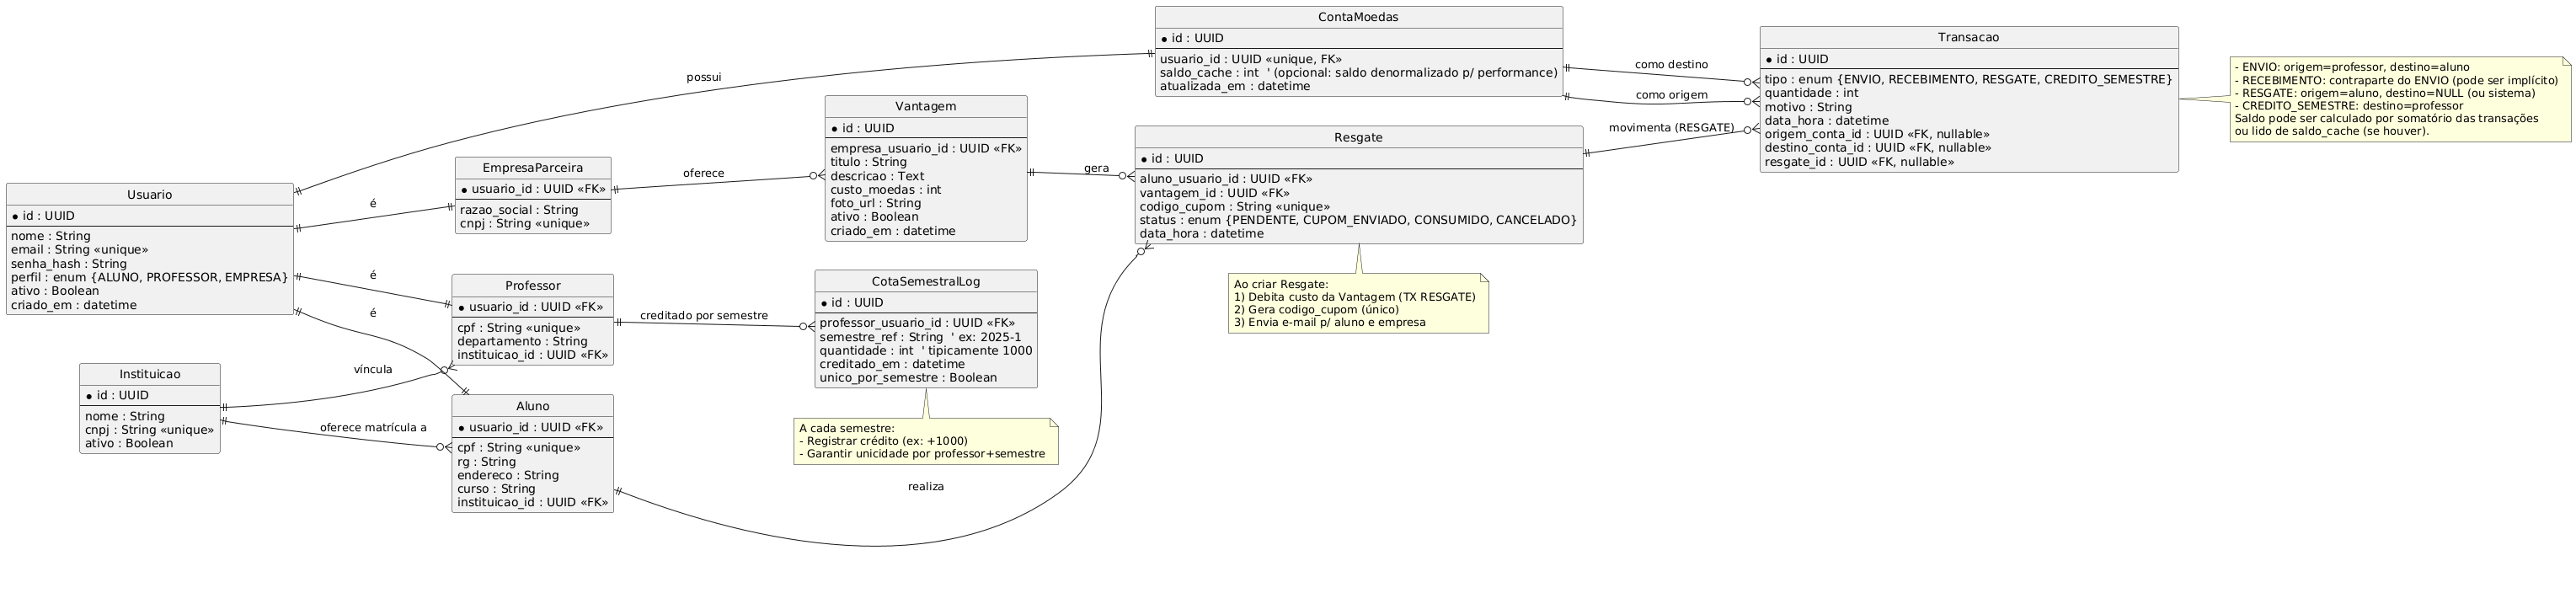 ContaMoedas
* id : UUID
usuario_id : UUID «unique, FK»
saldo_cache : int  ' (opcional: saldo denormalizado p/ performance)
atualizada_em : datetime
Transacao
* id : UUID
tipo : enum {ENVIO, RECEBIMENTO, RESGATE, CREDITO_SEMESTRE}
quantidade : int
motivo : String
data_hora : datetime
origem_conta_id : UUID «FK, nullable»
destino_conta_id : UUID «FK, nullable»
resgate_id : UUID «FK, nullable»
- ENVIO: origem=professor, destino=aluno
- RECEBIMENTO: contraparte do ENVIO (pode ser implícito)
- RESGATE: origem=aluno, destino=NULL (ou sistema)
- CREDITO_SEMESTRE: destino=professor
Saldo pode ser calculado por somatório das transações
ou lido de saldo_cache (se houver).
possui
como destino
como origem
movimenta (RESGATE)
Vantagem
* id : UUID
empresa_usuario_id : UUID «FK»
titulo : String
descricao : Text
custo_moedas : int
foto_url : String
ativo : Boolean
criado_em : datetime
gera
Resgate
* id : UUID
aluno_usuario_id : UUID «FK»
vantagem_id : UUID «FK»
codigo_cupom : String «unique»
status : enum {PENDENTE, CUPOM_ENVIADO, CONSUMIDO, CANCELADO}
data_hora : datetime
EmpresaParceira
* usuario_id : UUID «FK»
razao_social : String
cnpj : String «unique»
oferece
Usuario
* id : UUID
nome : String
email : String «unique»
senha_hash : String
perfil : enum {ALUNO, PROFESSOR, EMPRESA}
ativo : Boolean
criado_em : datetime
é
é
é
Professor
* usuario_id : UUID «FK»
cpf : String «unique»
departamento : String
instituicao_id : UUID «FK»
creditado por semestre
CotaSemestralLog
* id : UUID
professor_usuario_id : UUID «FK»
semestre_ref : String  ' ex: 2025-1
quantidade : int  ' tipicamente 1000
creditado_em : datetime
unico_por_semestre : Boolean
Ao criar Resgate:
1) Debita custo da Vantagem (TX RESGATE)
2) Gera codigo_cupom (único)
3) Envia e-mail p/ aluno e empresa
Instituicao
* id : UUID
nome : String
cnpj : String «unique»
ativo : Boolean
víncula
oferece matrícula a
Aluno
* usuario_id : UUID «FK»
cpf : String «unique»
rg : String
endereco : String
curso : String
instituicao_id : UUID «FK»
A cada semestre:
- Registrar crédito (ex: +1000)
- Garantir unicidade por professor+semestre
realiza